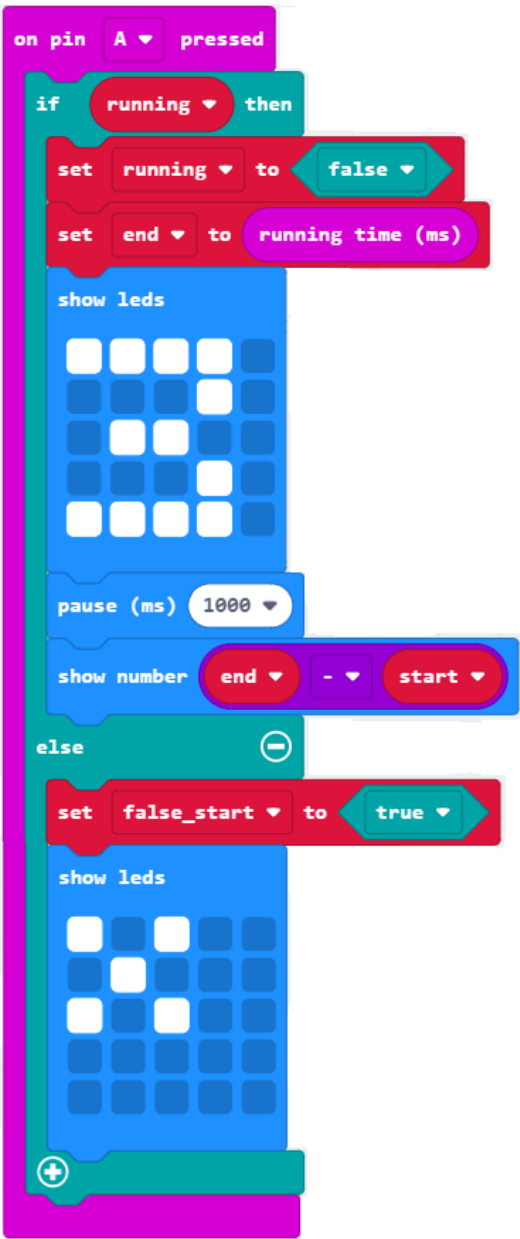 on pin A pressed
if running then
set running to false
set end to running time (ms)
show leds
pause (ms) 1000
show number end - start
else
set false_start to true
show leds